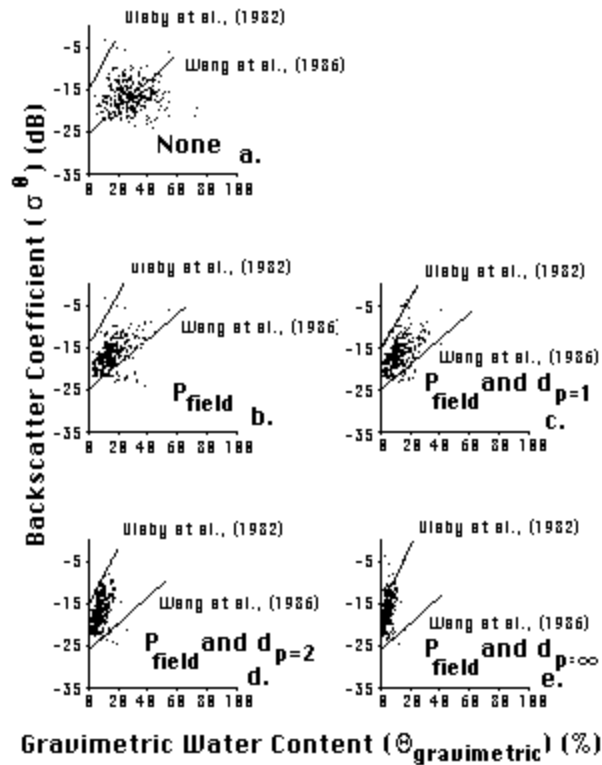 Ulaby et al., (1982)
Wang et al., (1986)
-5
-15
-25
-35
0 20 40 60 80 100
None a.
Backscatter Coefficient (σ⁰) (dB)
Ulaby et al., (1982)
Wang et al., (1986)
-5
-15
-25
-35
0 20 40 60 80 100
P field b.
Ulaby et al., (1982)
Wang et al., (1986)
-5
-15
-25
-35
0 20 40 60 80 100
P field and d p=1
c.
Ulaby et al., (1982)
Wang et al., (1986)
-5
-15
-25
-35
0 20 40 60 80 100
P field and d p=2
d.
Ulaby et al., (1982)
Wang et al., (1986)
-5
-15
-25
-35
0 20 40 60 80 100
P field and d p=∞
e.
Gravimetric Water Content (Θ gravimetric) (%)